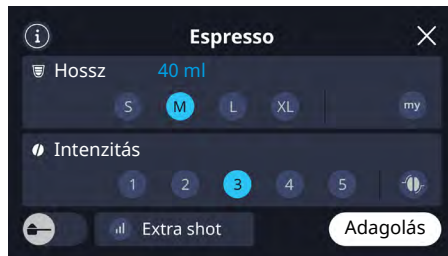 i Espresso
Hossz 40 ml
S M L XL my
Intenzitás
1 2 3 4 5
Extra shot Adagolás